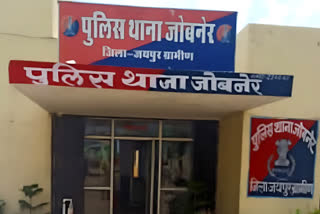 पुलिस थाना जोबनेर
जिला-जयपुर ग्रामीण
पुलिस थाना जोबनेर
पुलिस थाना जोबनेर
जिला जयपुर ग्रामीण